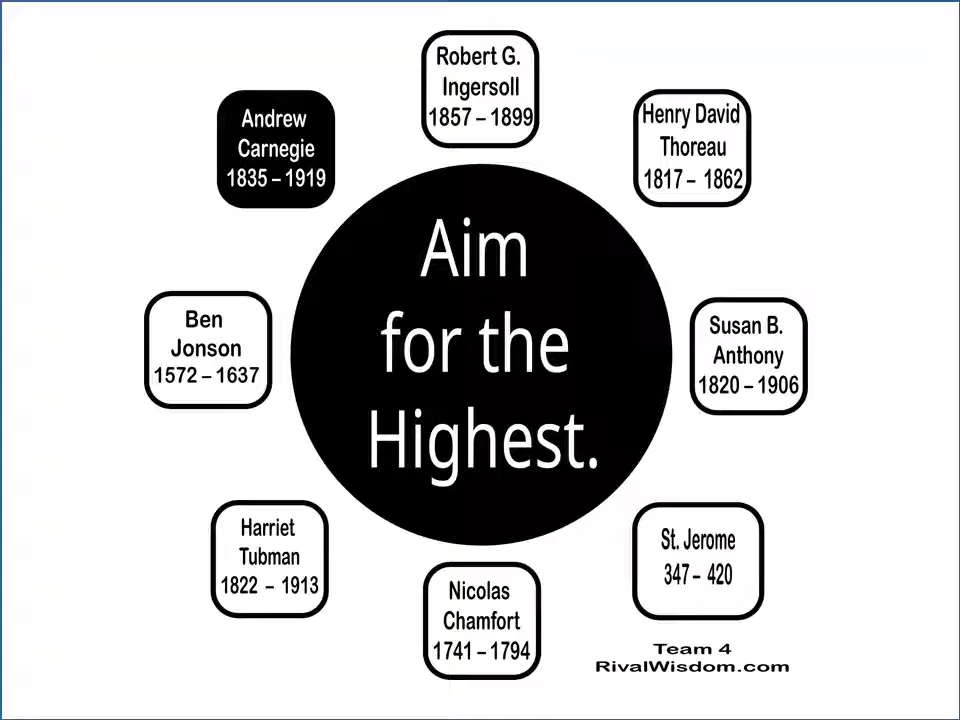 Robert G.
Ingersoll
1857 – 1899
Andrew
Carnegie
1835 – 1919
Henry David
Thoreau
1817 – 1862
Aim
for the
Highest.
Ben
Jonson
1572 – 1637
Susan B.
Anthony
1820 – 1906
Harriet
Tubman
1822 – 1913
St. Jerome
347 – 420
Nicolas
Chamfort
1741 – 1794
Team 4
RivalWisdom.com